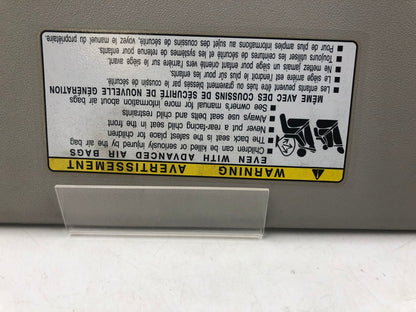 WARNING
AVERTISSEMENT
EVEN WITH ADVANCED AIR BAGS
Children can be killed or seriously injured by the air bag
The back seat is the safest place for children
Never put a rear-facing child seat in the front
Always use seat belts and child restraints
See owner's manual for more information about air bags
MÊME AVEC DES COUSSINS DE SÉCURITÉ DE NOUVELLE GÉNÉRATION
Les enfants peuvent être tués ou gravement blessés par le coussin de sécurité.
Le siège arrière est l'endroit le plus sûr pour les enfants.
Ne jamais mettre un siège pour enfant orienté vers l'arrière sur le siège avant.
Toujours utiliser les ceintures de sécurité et systèmes de retenue pour enfants.
Pour de plus amples informations au sujet des coussins de sécurité, voyez le manuel du propriétaire.